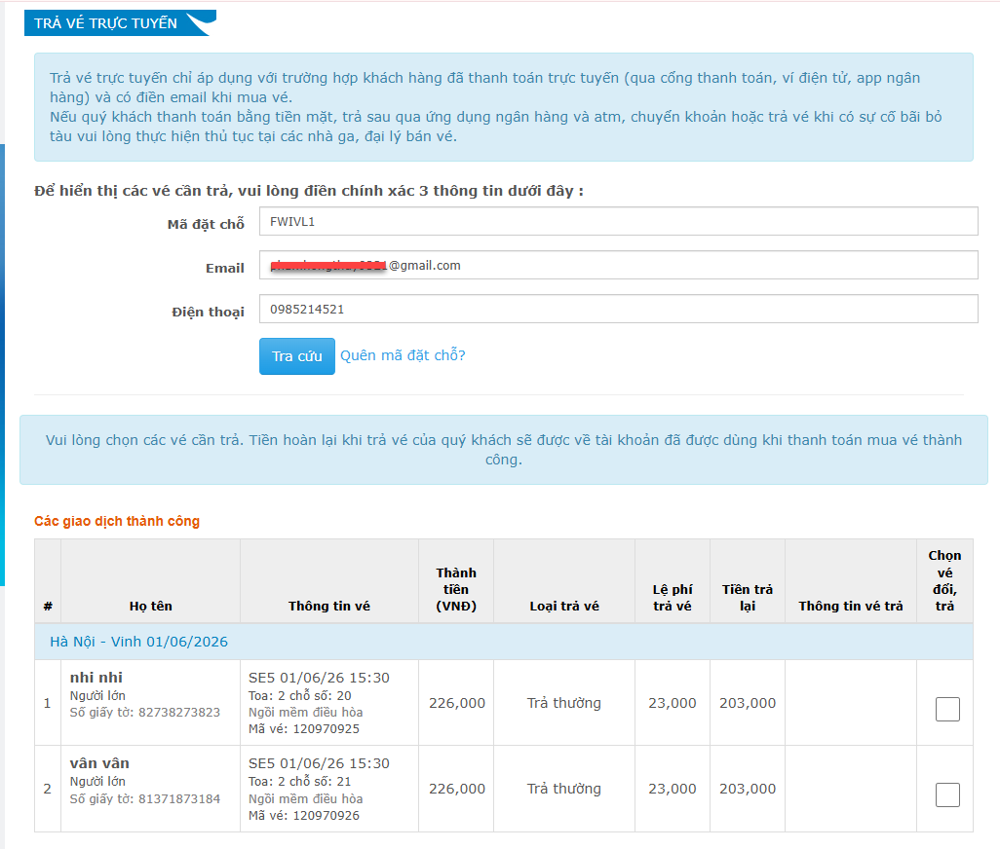 TRẢ VÉ TRỰC TUYẾN
Trả vé trực tuyến chỉ áp dụng với trường hợp khách hàng đã thanh toán trực tuyến (qua cổng thanh toán, ví điện tử, app ngân
hàng) và có điền email khi mua vé.
Nếu quý khách thanh toán bằng tiền mặt, trả sau qua ứng dụng ngân hàng và atm, chuyển khoản hoặc trả vé khi có sự cố bãi bỏ
tàu vui lòng thực hiện thủ tục tại các nhà ga, đại lý bán vé.
Để hiển thị các vé cần trả, vui lòng điền chính xác 3 thông tin dưới đây :
Mã đặt chỗ FWIVL1
Email @gmail.com
Điện thoại 0985214521
Tra cứu Quên mã đặt chỗ?
Vui lòng chọn các vé cần trả. Tiền hoàn lại khi trả vé của quý khách sẽ được về tài khoản đã được dùng khi thanh toán mua vé thành
công.
Các giao dịch thành công
# Họ tên Thông tin vé Thành tiền (VNĐ) Loại trả vé Lệ phí trả vé Tiền trả lại Thông tin vé trả Chọn vé đổi, trả
Hà Nội - Vinh 01/06/2026
1 nhi nhi SE5 01/06/26 15:30 226,000 Trả thường 23,000 203,000
Người lớn Toa: 2 chỗ số: 20
Số giấy tờ: 82738273823 Ngồi mềm điều hòa
Mã vé: 120970925
2 vân vân SE5 01/06/26 15:30 226,000 Trả thường 23,000 203,000
Người lớn Toa: 2 chỗ số: 21
Số giấy tờ: 81371873184 Ngồi mềm điều hòa
Mã vé: 120970926